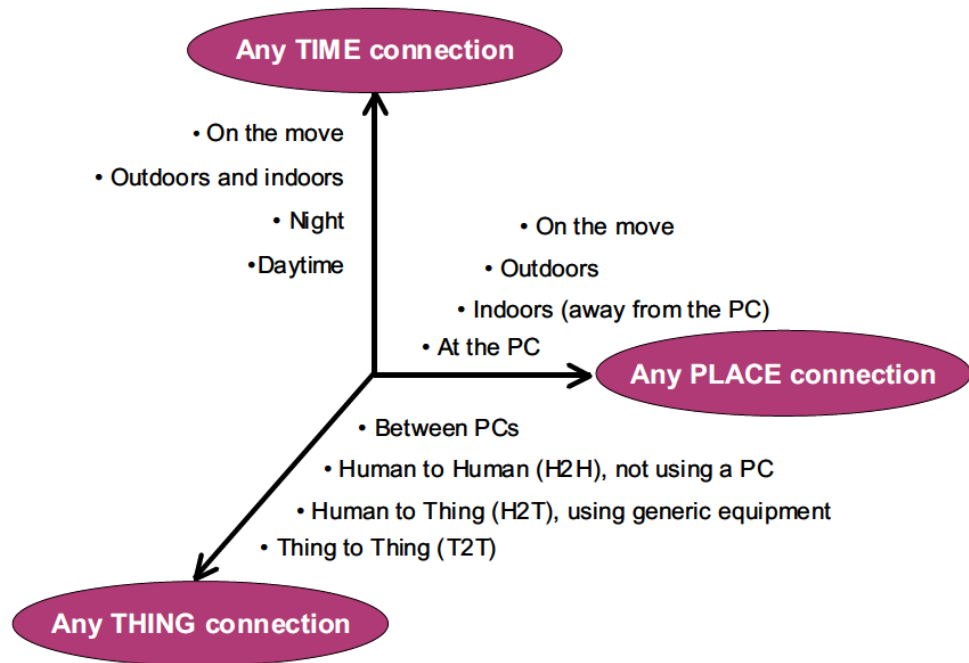 Any TIME connection
• On the move
• Outdoors and indoors
• Night
•Daytime
• On the move
• Outdoors
• Indoors (away from the PC)
• At the PC
Any PLACE connection
• Between PCs
• Human to Human (H2H), not using a PC
• Human to Thing (H2T), using generic equipment
• Thing to Thing (T2T)
Any THING connection